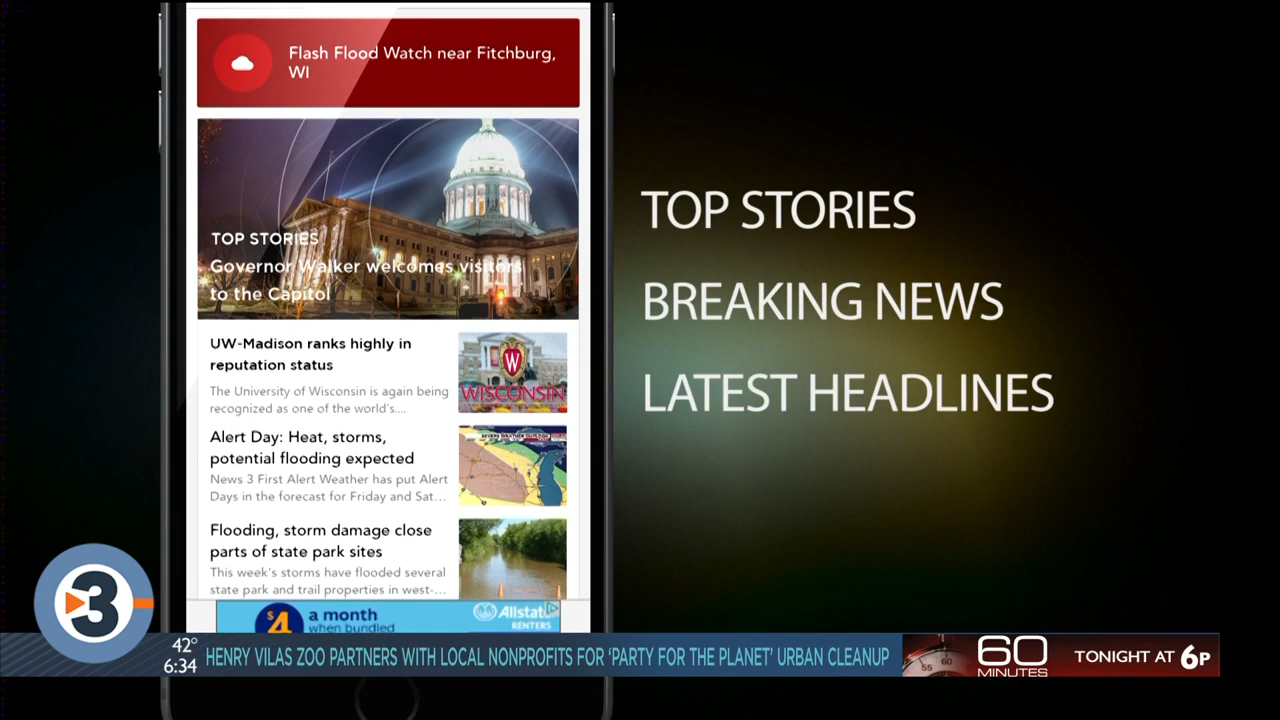 Flash Flood Watch near Fitchburg,
WI
TOP STORIES
Governor Walker welcomes visitors
to the Capitol
UW-Madison ranks highly in
reputation status
The University of Wisconsin is again being
recognized as one of the world's....
W
WISCONSIN
Alert Day: Heat, storms,
potential flooding expected
News 3 First Alert Weather has put Alert
Days in the forecast for Friday and Sat...
Flooding, storm damage close
parts of state park sites
This week's storms have flooded several
state park and trail properties in west-...
$4 a month
when bundled
Allstate
RENTERS
TOP STORIES
BREAKING NEWS
LATEST HEADLINES
3
42°
6:34
HENRY VILAS ZOO PARTNERS WITH LOCAL NONPROFITS FOR 'PARTY FOR THE PLANET' URBAN CLEANUP
55 60
60
MINUTES
TONIGHT AT 6P